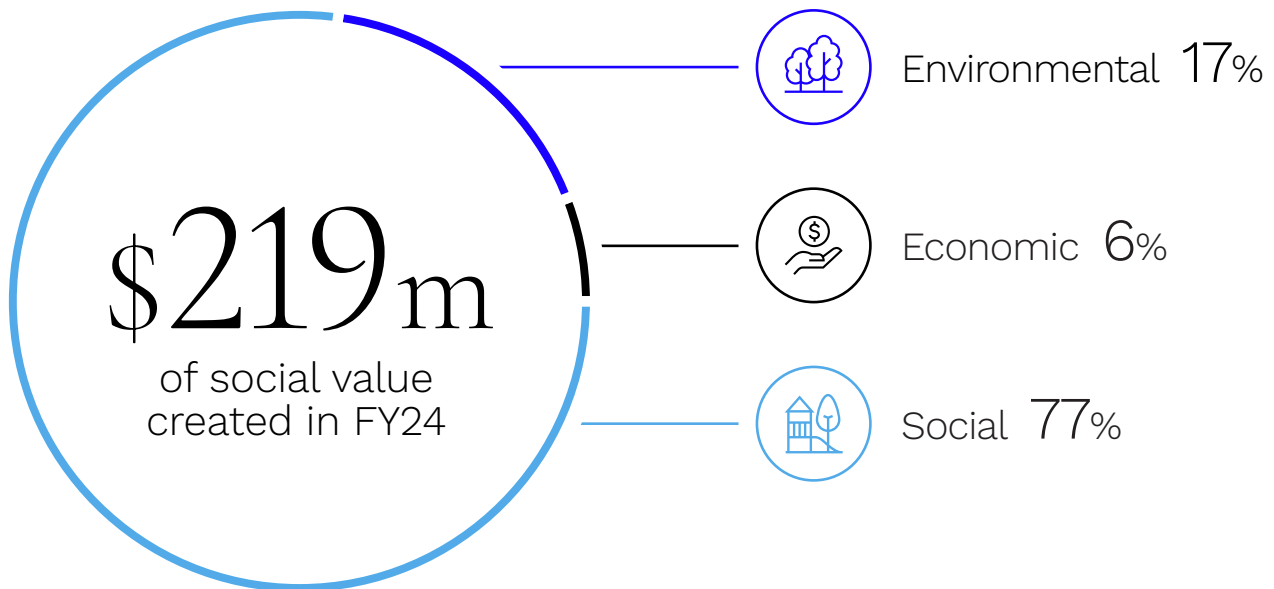 $219m
of social value
created in FY24
Environmental 17%
$
Economic 6%
Social 77%